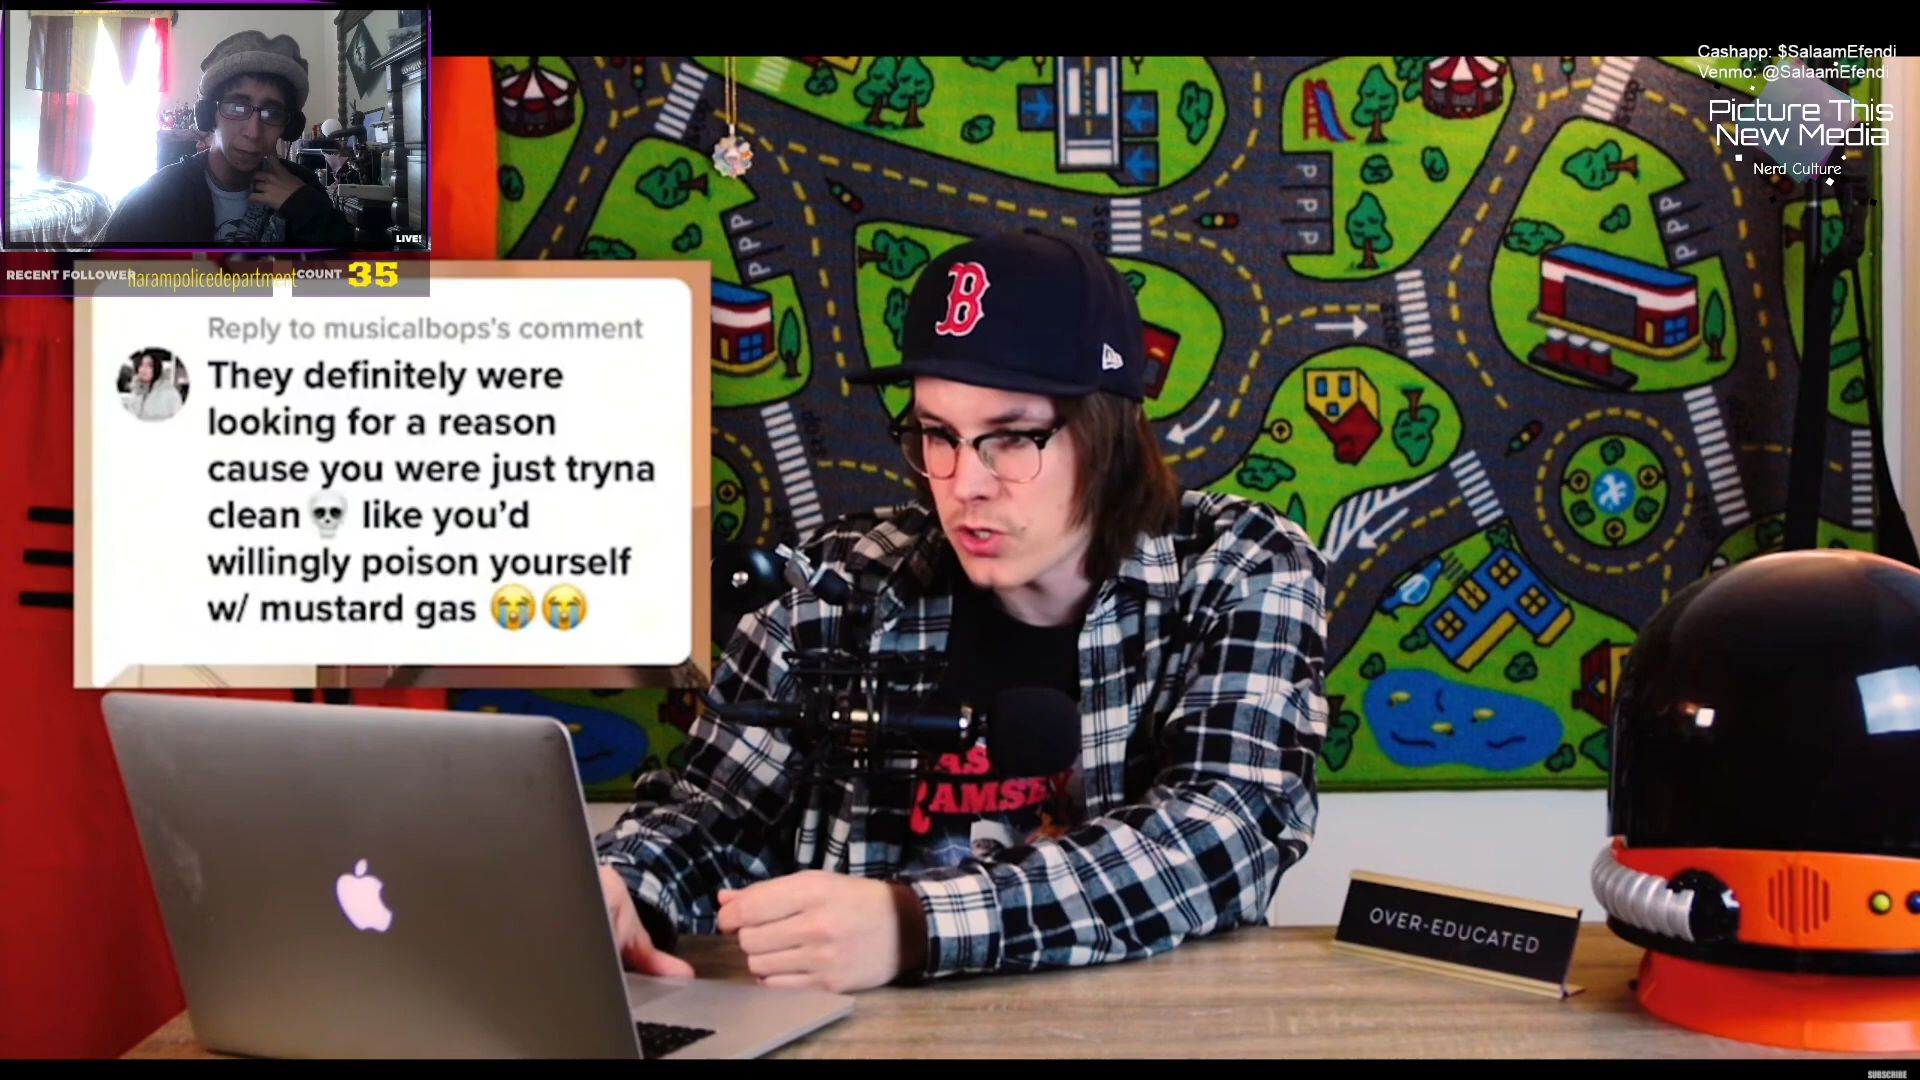 Cashapp: $SalaamEfendi
Venmo: @SalaamEfendi
Picture This
New Media
Nerd Culture
LIVE!
RECENT FOLLOWER
harampolicedepartment
COUNT 35
Reply to musicalbops's comment
They definitely were
looking for a reason
cause you were just tryna
clean💀 like you'd
willingly poison yourself
w/ mustard gas 😭😭
B
AS
RAMSEY
OVER-EDUCATED
SUBSCRIBE